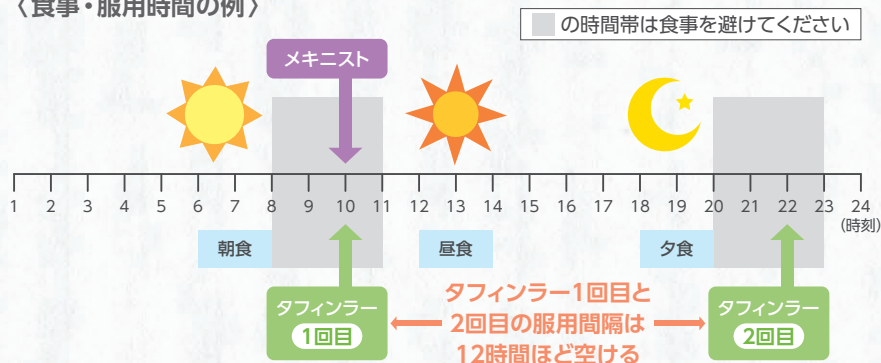 〈食事・服用時間の例〉
の時間帯は食事を避けてください
メキニスト
1 2 3 4 5 6 7 8 9 10 11 12 13 14 15 16 17 18 19 20 21 22 23 24
(時刻)
朝食 昼食 夕食
タフィンラー
1回目
タフィンラー1回目と
2回目の服用間隔は
12時間ほど空ける
タフィンラー
2回目